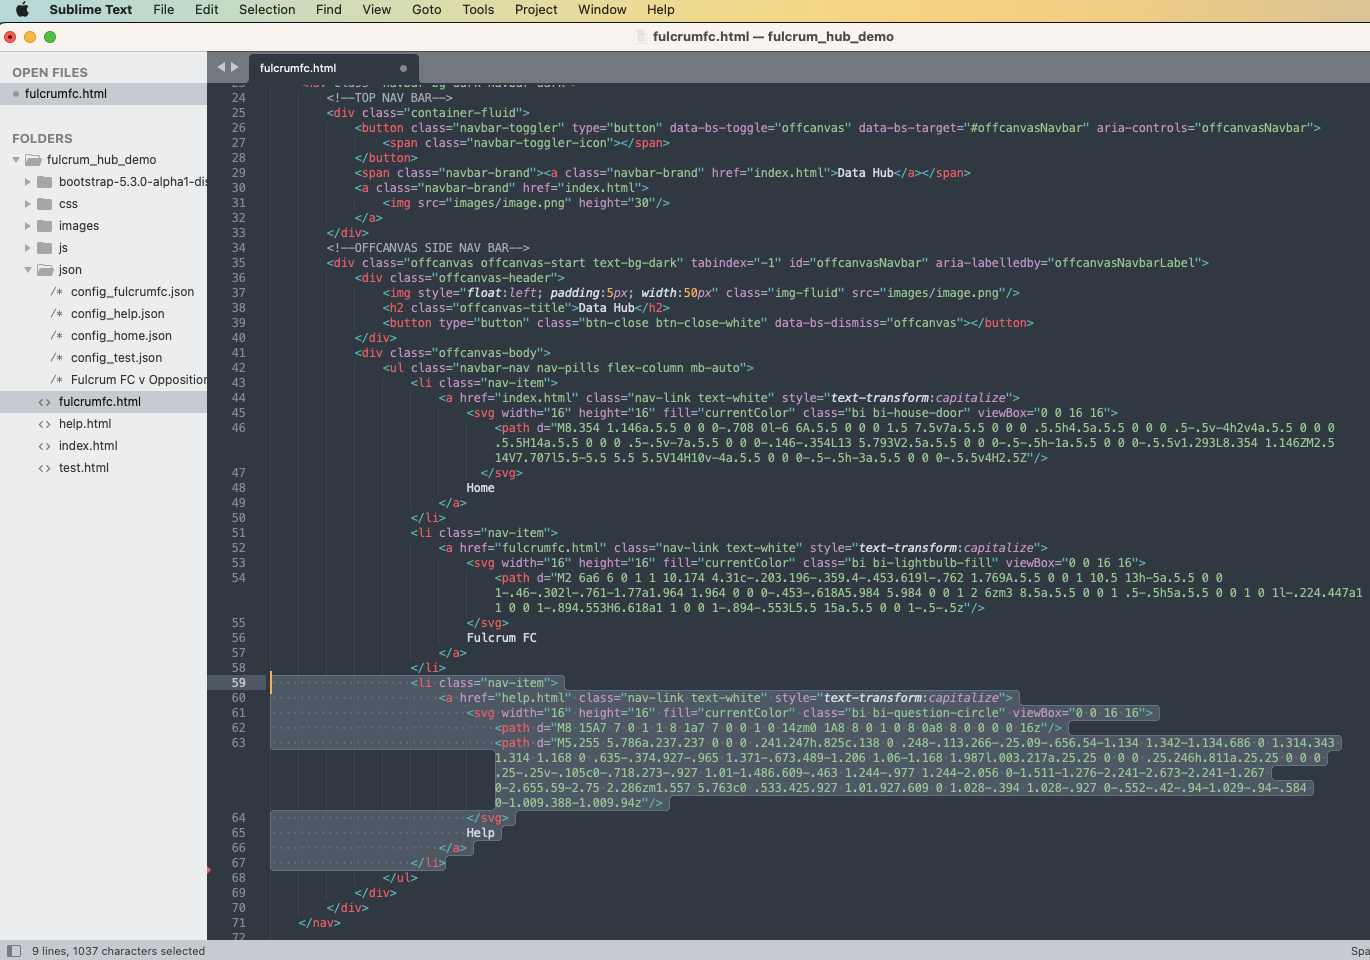 Sublime Text File Edit Selection Find View Goto Tools Project Window Help
fulcrumfc.html — fulcrum_hub_demo
OPEN FILES
fulcrumfc.html
FOLDERS
fulcrum_hub_demo
bootstrap-5.3.0-alpha1-dis
css
images
js
json
/* config_fulcrumfc.json
/* config_help.json
/* config_home.json
/* config_test.json
/* Fulcrum FC v Opposition
<> fulcrumfc.html
<> help.html
<> index.html
<> test.html
fulcrumfc.html
24 <!--TOP NAV BAR-->
25 <div class="container-fluid">
26 <button class="navbar-toggler" type="button" data-bs-toggle="offcanvas" data-bs-target="#offcanvasNavbar" aria-controls="offcanvasNavbar">
27 <span class="navbar-toggler-icon"></span>
28 </button>
29 <span class="navbar-brand"><a class="navbar-brand" href="index.html">Data Hub</a></span>
30 <a class="navbar-brand" href="index.html">
31 <img src="images/image.png" height="30"/>
32 </a>
33 </div>
34 <!--OFFCANVAS SIDE NAV BAR-->
35 <div class="offcanvas offcanvas-start text-bg-dark" tabindex="-1" id="offcanvasNavbar" aria-labelledby="offcanvasNavbarLabel">
36 <div class="offcanvas-header">
37 <img style="float:left; padding:5px; width:50px" class="img-fluid" src="images/image.png"/>
38 <h2 class="offcanvas-title">Data Hub</h2>
39 <button type="button" class="btn-close btn-close-white" data-bs-dismiss="offcanvas"></button>
40 </div>
41 <div class="offcanvas-body">
42 <ul class="navbar-nav nav-pills flex-column mb-auto">
43 <li class="nav-item">
44 <a href="index.html" class="nav-link text-white" style="text-transform:capitalize">
45 <svg width="16" height="16" fill="currentColor" class="bi bi-house-door" viewBox="0 0 16 16">
46 <path d="M8.354 1.146a.5.5 0 0 0-.708 0l-6 6A.5.5 0 0 0 1.5 7.5v7a.5.5 0 0 0 .5.5h4.5a.5.5 0 0 0 .5-.5v-4h2v4a.5.5 0 0 0
.5.5H14a.5.5 0 0 0 .5-.5v-7a.5.5 0 0 0-.146-.354L13 5.793V2.5a.5.5 0 0 0-.5-.5h-1a.5.5 0 0 0-.5.5v1.293L8.354 1.146ZM2.5
14V7.707l5.5-5.5 5.5 5.5V14H10v-4a.5.5 0 0 0-.5-.5h-3a.5.5 0 0 0-.5.5v4H2.5Z"/>
47 </svg>
48 Home
49 </a>
50 </li>
51 <li class="nav-item">
52 <a href="fulcrumfc.html" class="nav-link text-white" style="text-transform:capitalize">
53 <svg width="16" height="16" fill="currentColor" class="bi bi-lightbulb-fill" viewBox="0 0 16 16">
54 <path d="M2 6a6 6 0 1 1 10.174 4.31c-.203.196-.359.4-.453.619l-.762 1.769A.5.5 0 0 1 10.5 13h-5a.5.5 0 0
1-.46-.302l-.761-1.77a1.964 1.964 0 0 0-.453-.618A5.984 5.984 0 0 1 2 6zm3 8.5a.5.5 0 0 1 .5-.5h5a.5.5 0 0 1 0 1l-.224.447a1
1 0 0 1-.894.553H6.618a1 1 0 0 1-.894-.553L5.5 15a.5.5 0 0 1-.5-.5z"/>
55 </svg>
56 Fulcrum FC
57 </a>
58 </li>
59 <li class="nav-item">
60 <a href="help.html" class="nav-link text-white" style="text-transform:capitalize">
61 <svg width="16" height="16" fill="currentColor" class="bi bi-question-circle" viewBox="0 0 16 16">
62 <path d="M8 15A7 7 0 1 1 8 1a7 7 0 0 1 0 14zm0 1A8 8 0 1 0 8 0a8 8 0 0 0 0 16z"/>
63 <path d="M5.255 5.786a.237.237 0 0 0 .241.247h.825c.138 0 .248-.113.266-.25.09-.656.54-1.134 1.342-1.134.686 0 1.314.343
1.314 1.168 0 .635-.374.927-.965 1.371-.673.489-1.206 1.06-1.168 1.987l.003.217a.25.25 0 0 0 .25.246h.811a.25.25 0 0 0
.25-.25v-.105c0-.718.273-.927 1.01-1.486.609-.463 1.244-.977 1.244-2.056 0-1.511-1.276-2.241-2.673-2.241-1.267
0-2.655.59-2.75 2.286zm1.557 5.763c0 .533.425.927 1.01.927.609 0 1.028-.394 1.028-.927 0-.552-.42-.94-1.029-.94-.584
0-1.009.388-1.009.94z"/>
64 </svg>
65 Help
66 </a>
67 </li>
68 </ul>
69 </div>
70 </div>
71 </nav>
72
9 lines, 1037 characters selected
Spa